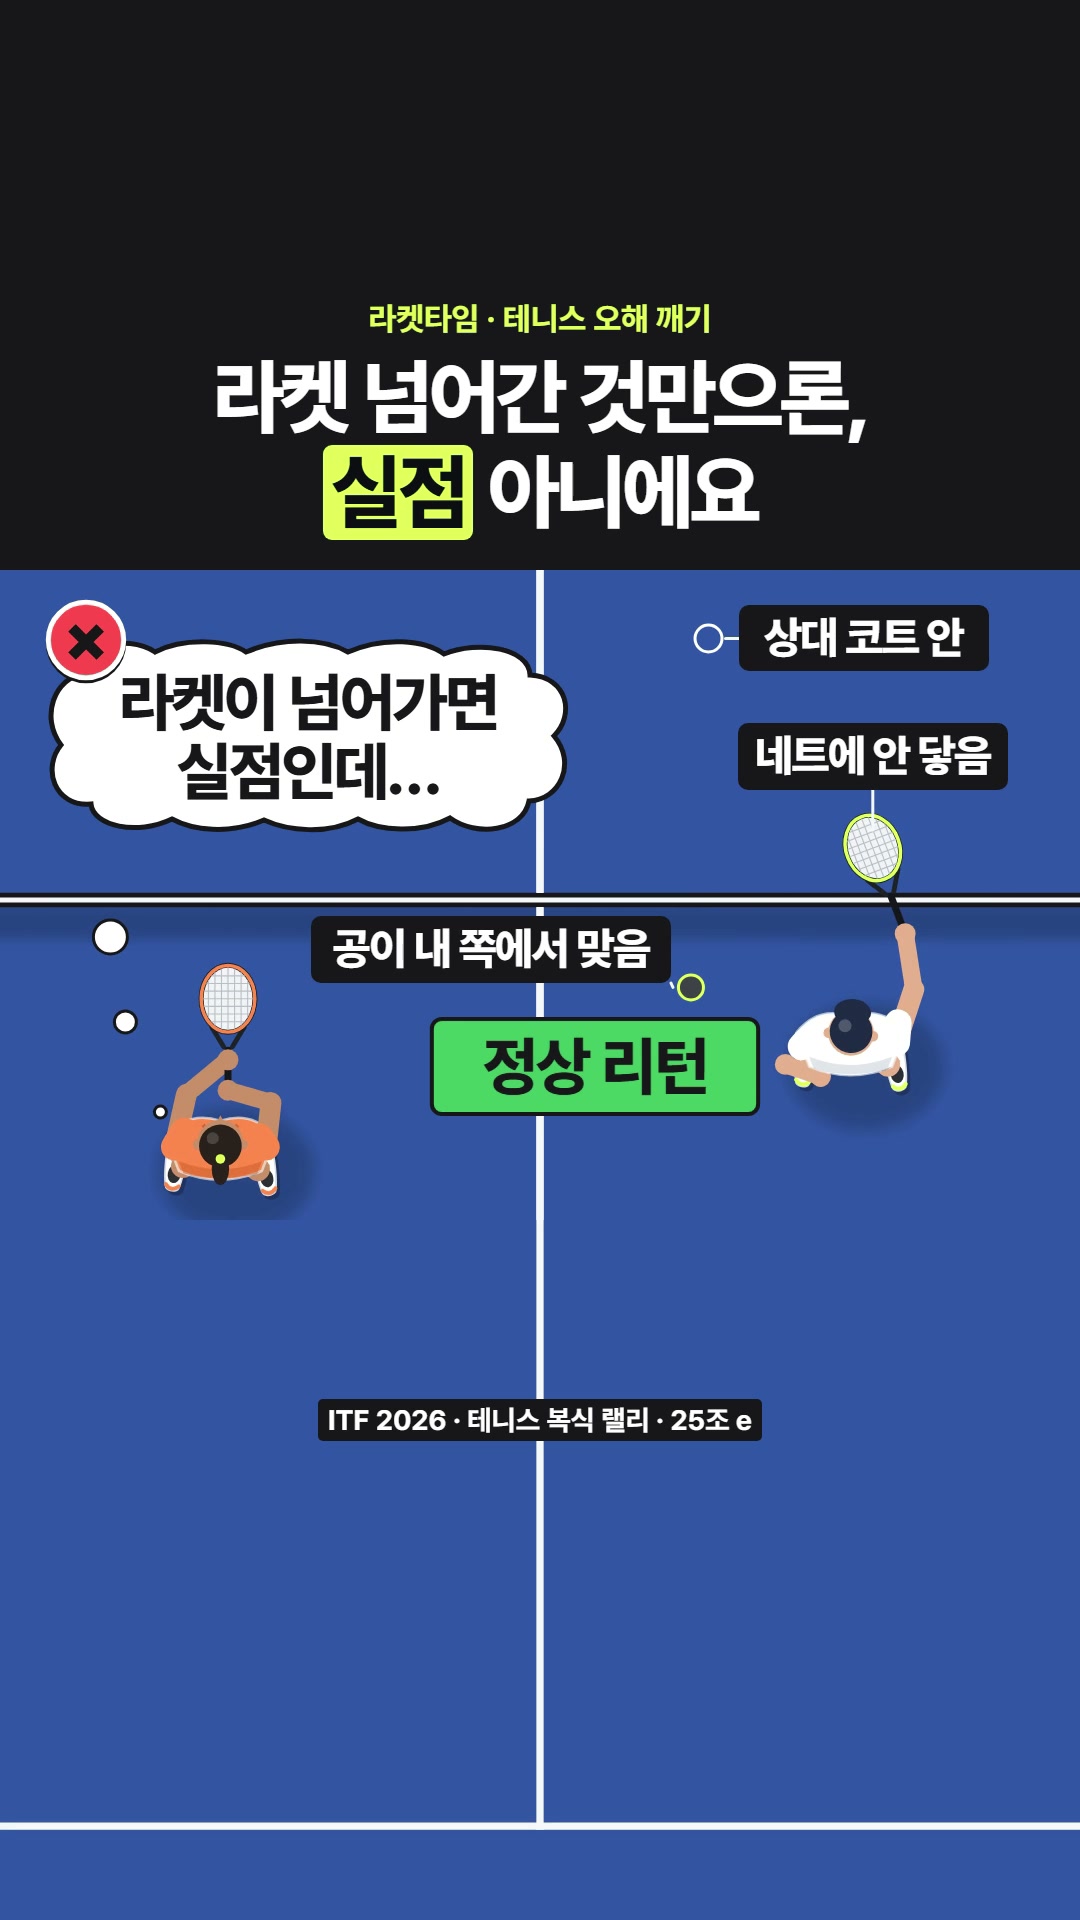 라켓타임 · 테니스 오해 깨기
라켓 넘어간 것만으론,
실점 아니에요
상대 코트 안
라켓이 넘어가면
실점인데...
네트에 안 닿음
공이 내 쪽에서 맞음
정상 리턴
ITF 2026 · 테니스 복식 랠리 · 25조 e